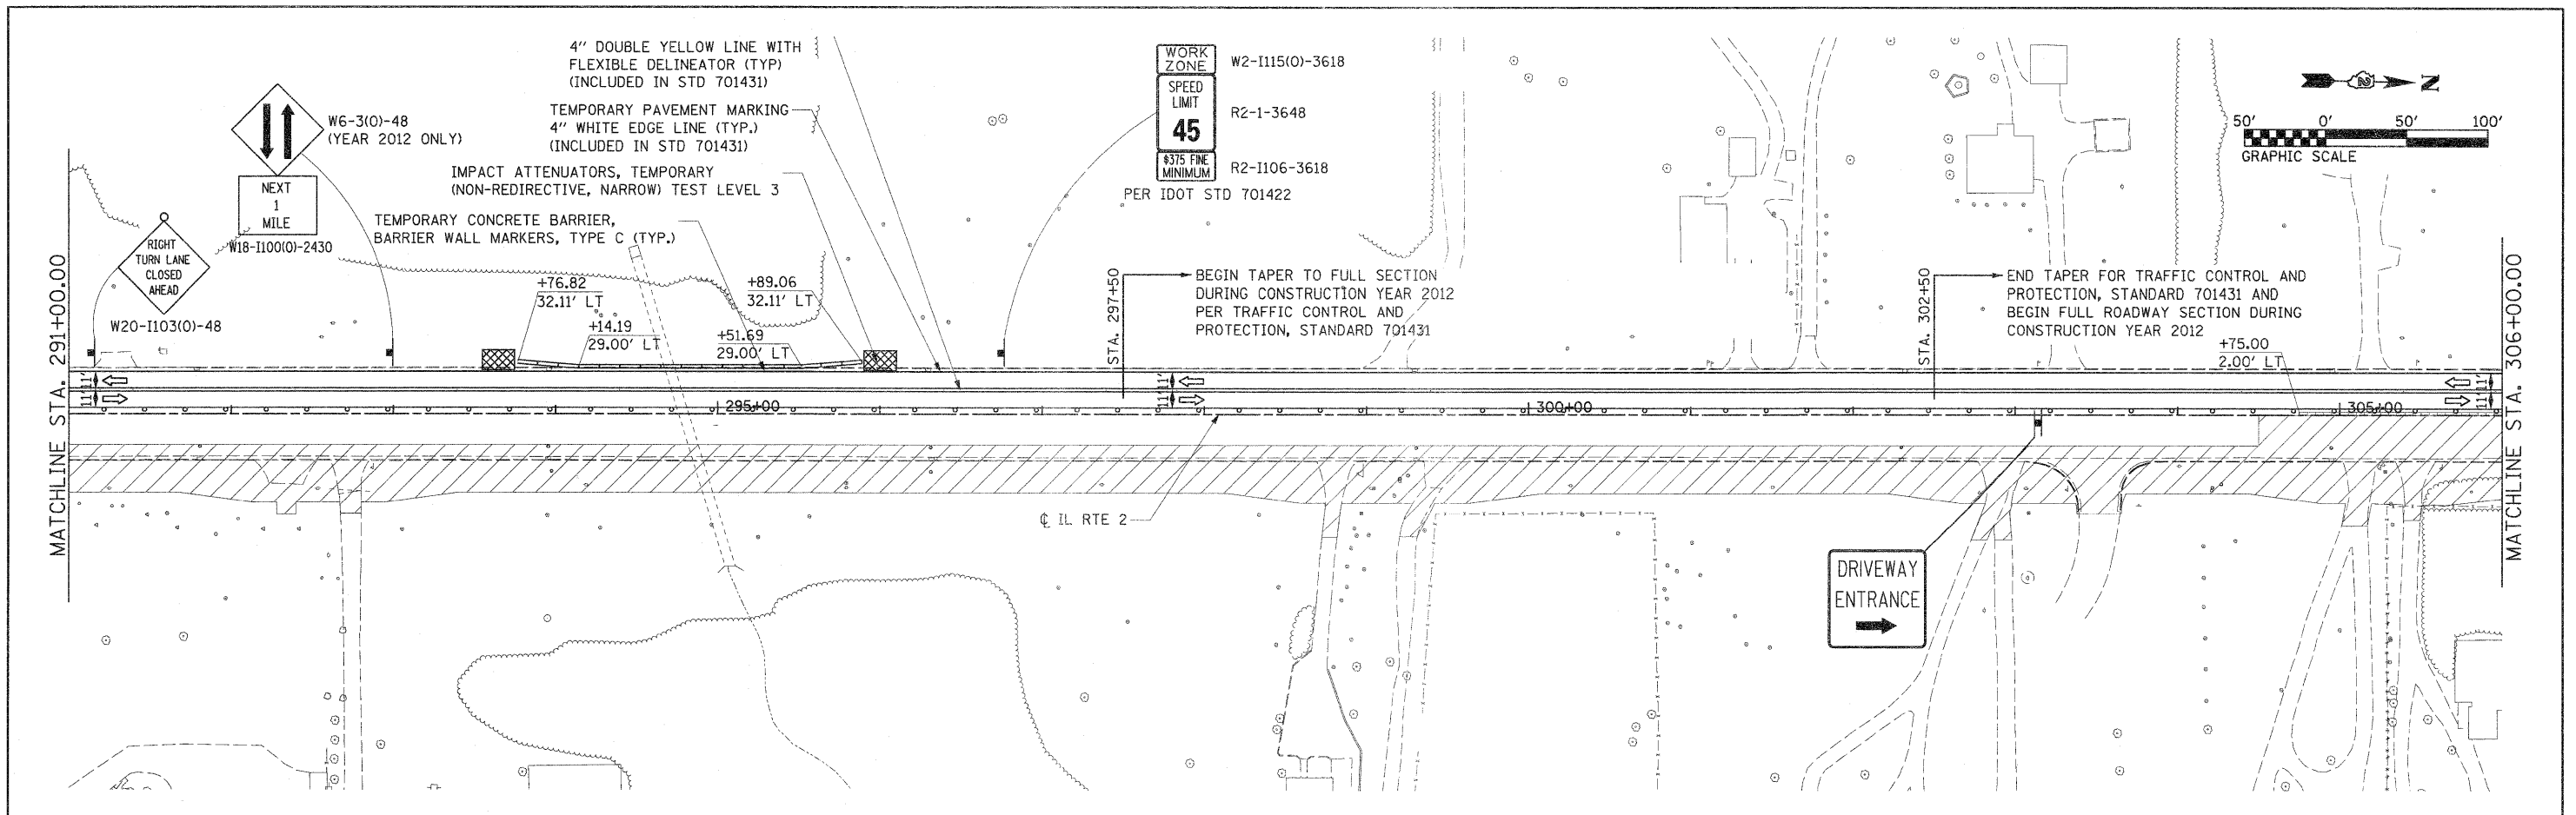 4" DOUBLE YELLOW LINE WITH
FLEXIBLE DELINEATOR (TYP)
(INCLUDED IN STD 701431)
TEMPORARY PAVEMENT MARKING
4" WHITE EDGE LINE (TYP.)
(INCLUDED IN STD 701431)
IMPACT ATTENUATORS, TEMPORARY
(NON-REDIRECTIVE, NARROW) TEST LEVEL 3
TEMPORARY CONCRETE BARRIER,
BARRIER WALL MARKERS, TYPE C (TYP.)
W6-3(O)-48
(YEAR 2012 ONLY)
NEXT
1
MILE
W18-I100(O)-2430
RIGHT
TURN LANE
CLOSED
AHEAD
W20-I103(O)-48
WORK
ZONE
W2-I115(O)-3618
SPEED
LIMIT
45
R2-1-3648
$375 FINE
MINIMUM
R2-I106-3618
PER IDOT STD 701422
N
50'
0'
50'
100'
GRAPHIC SCALE
MATCHLINE STA. 291+00.00
+76.82
32.11' LT
+14.19
29.00' LT
+89.06
32.11' LT
+51.69
29.00' LT
STA. 297+50
BEGIN TAPER TO FULL SECTION
DURING CONSTRUCTION YEAR 2012
PER TRAFFIC CONTROL AND
PROTECTION, STANDARD 701431
STA. 302+50
END TAPER FOR TRAFFIC CONTROL AND
PROTECTION, STANDARD 701431 AND
BEGIN FULL ROADWAY SECTION DURING
CONSTRUCTION YEAR 2012
+75.00
2.00' LT
MATCHLINE STA. 306+00.00
11'
11'
11'
11'
11'
11'
295+00
300+00
305+00
℄ IL RTE 2
DRIVEWAY
ENTRANCE